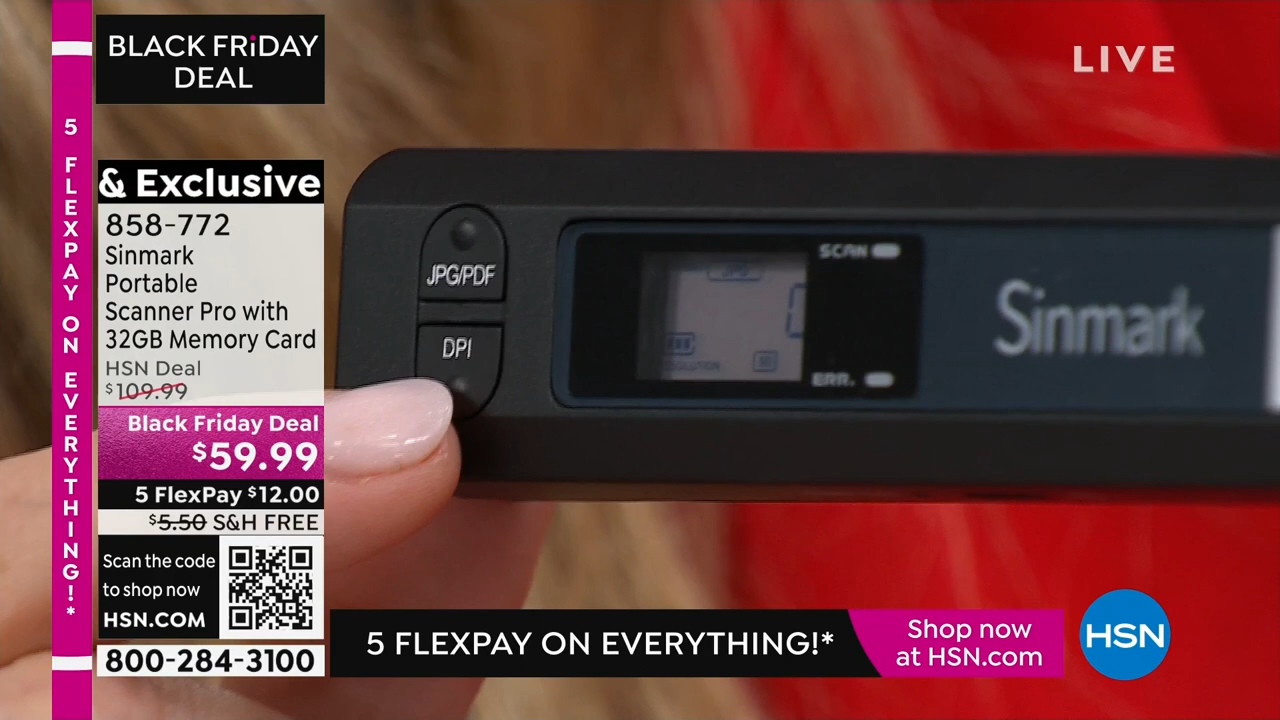 BLACK FRiDAY
DEAL
LIVE
5 FLEXPAY ON EVERYTHING!*
& Exclusive
858-772
Sinmark
Portable
Scanner Pro with
32GB Memory Card
HSN Deal
$109.99
Black Friday Deal
$59.99
5 FlexPay $12.00
$5.50 S&H FREE
Scan the code
to shop now
HSN.COM
800-284-3100
JPG/PDF
DPI
SCAN
ERR.
Sinmark
5 FLEXPAY ON EVERYTHING!*
Shop now
at HSN.com
HSN